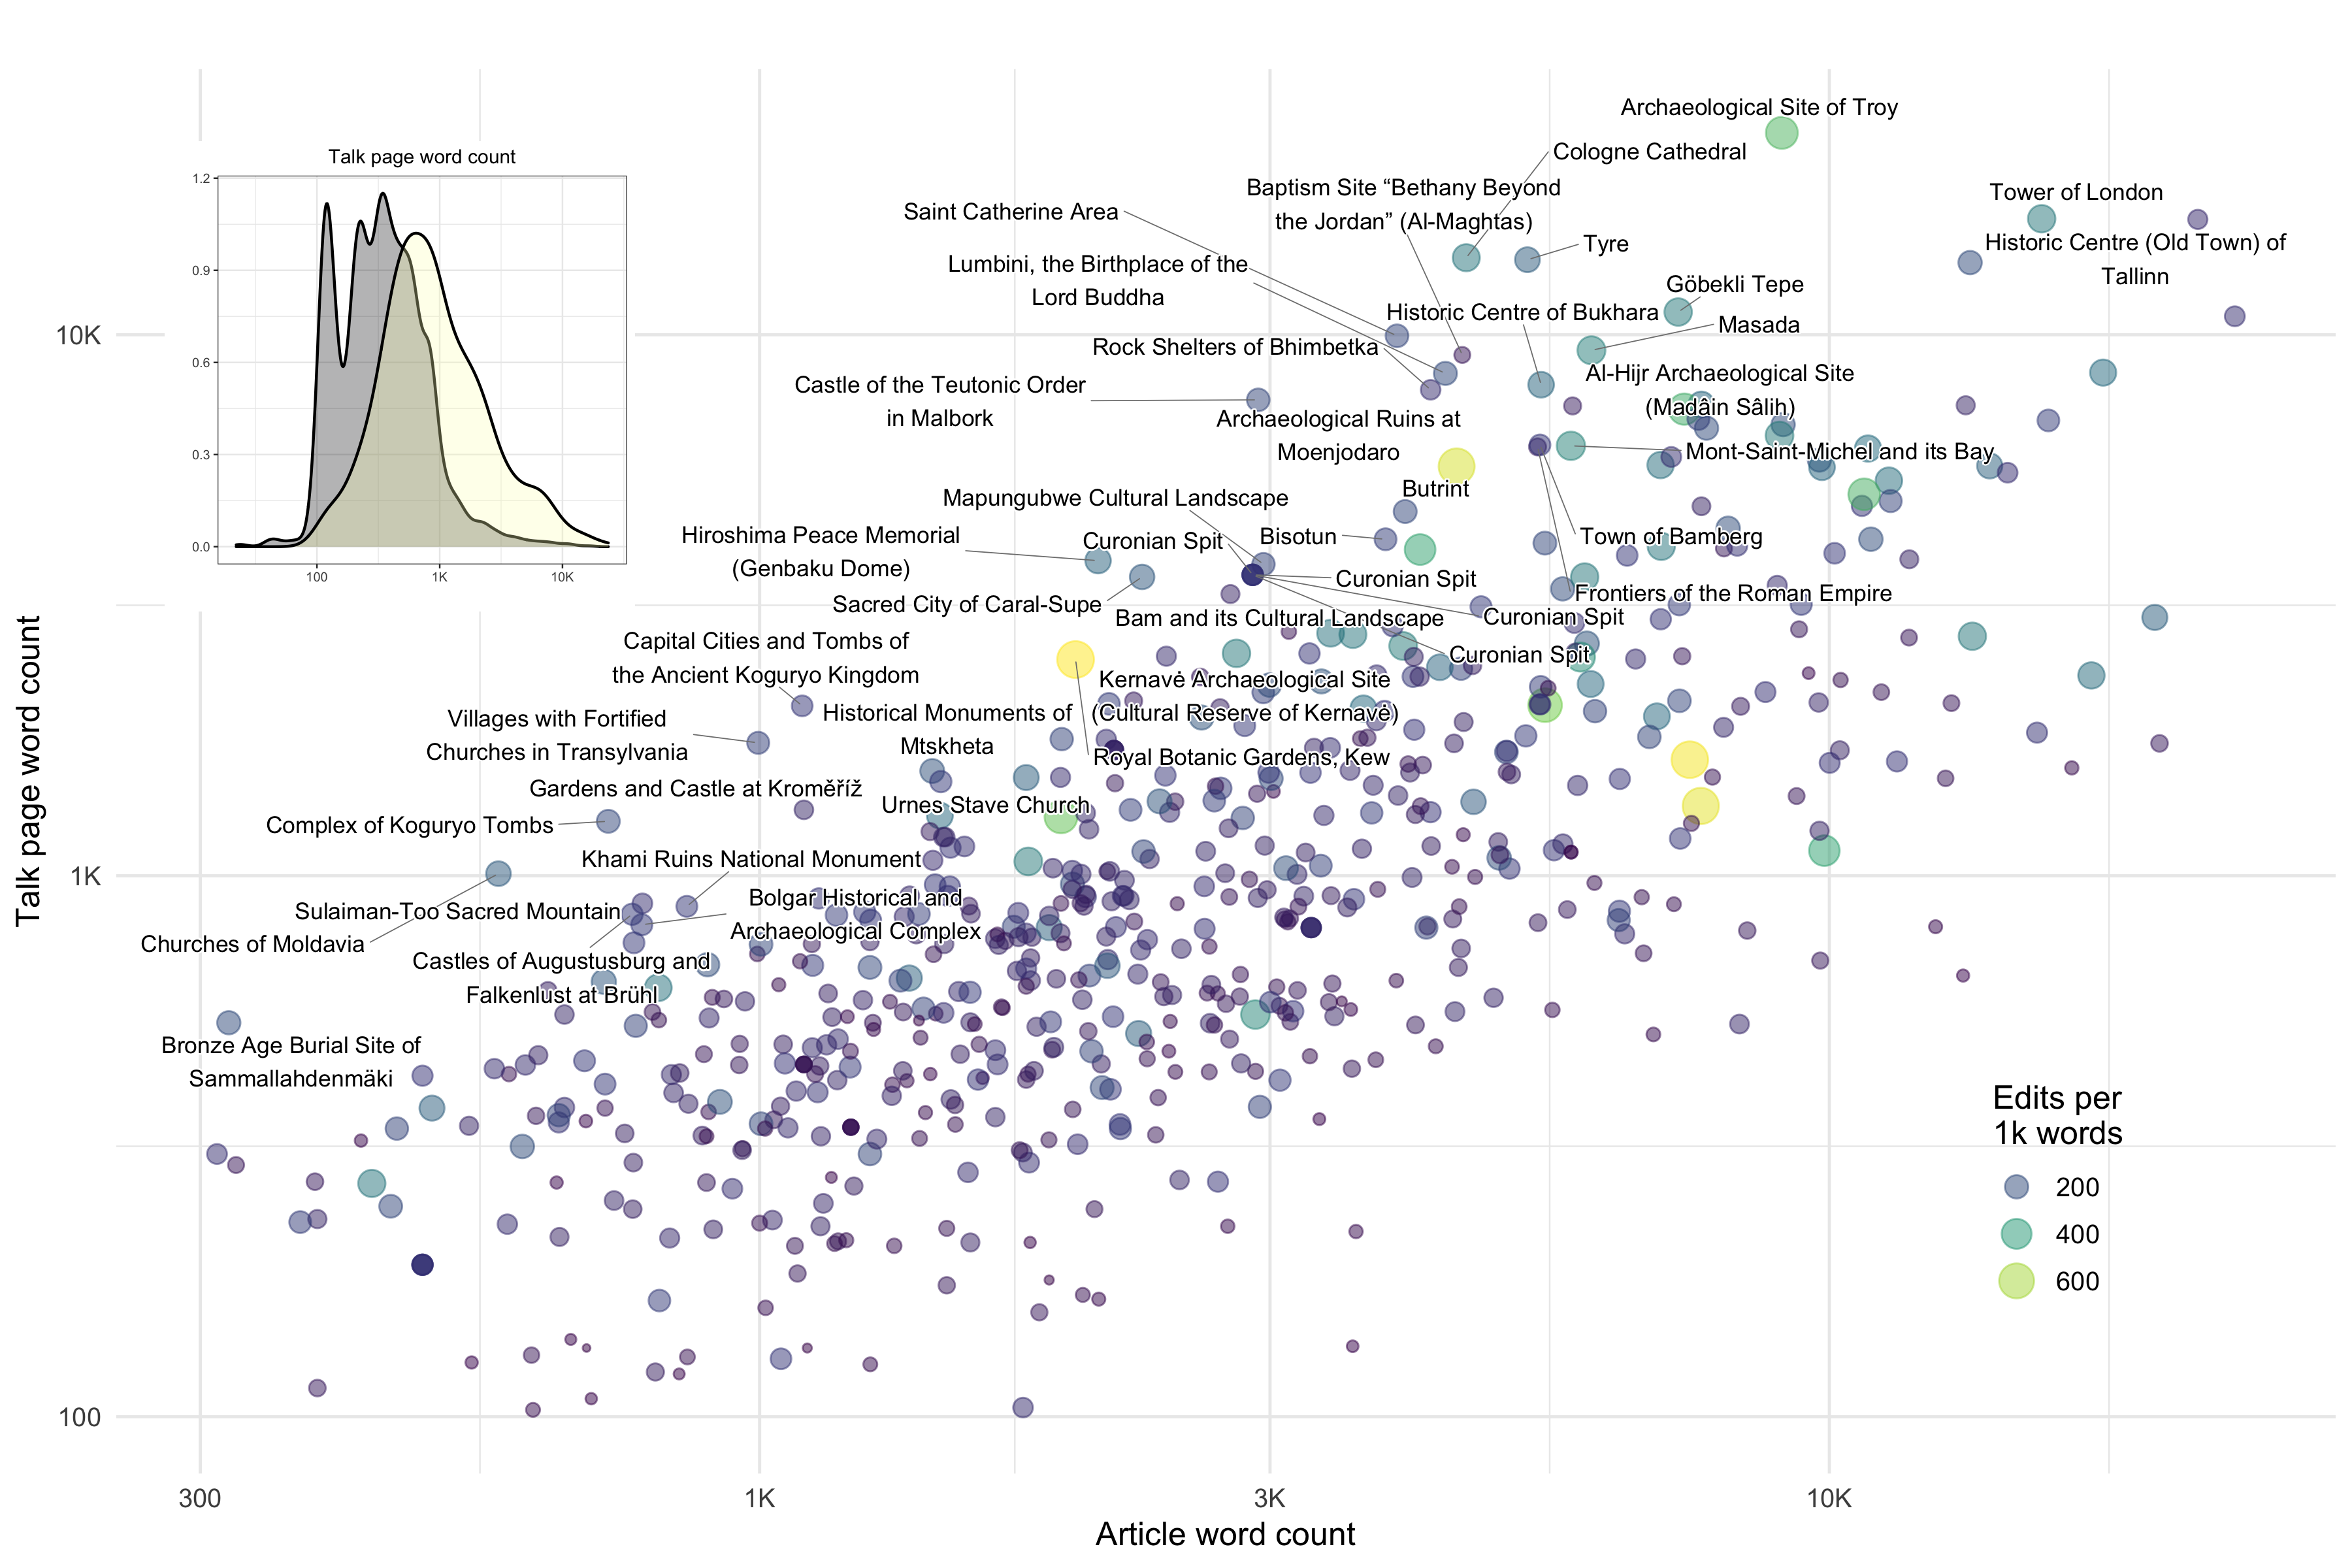 Archaeological Site of Troy
Cologne Cathedral
Baptism Site “Bethany Beyond
the Jordan” (Al-Maghtas)
Saint Catherine Area
Tower of London
Tyre
Historic Centre (Old Town) of
Tallinn
Lumbini, the Birthplace of the
Lord Buddha
Göbekli Tepe
Historic Centre of Bukhara
Masada
Rock Shelters of Bhimbetka
Castle of the Teutonic Order
in Malbork
Al-Hijr Archaeological Site
(Madâin Sâlih)
Archaeological Ruins at
Moenjodaro
Mont-Saint-Michel and its Bay
Butrint
Mapungubwe Cultural Landscape
Hiroshima Peace Memorial
(Genbaku Dome)
Curonian Spit
Bisotun
Town of Bamberg
Curonian Spit
Sacred City of Caral-Supe
Frontiers of the Roman Empire
Bam and its Cultural Landscape
Curonian Spit
Capital Cities and Tombs of
the Ancient Koguryo Kingdom
Curonian Spit
Kernavė Archaeological Site
(Cultural Reserve of Kernavė)
Villages with Fortified
Churches in Transylvania
Historical Monuments of
Mtskheta
Royal Botanic Gardens, Kew
Gardens and Castle at Kroměříž
Urnes Stave Church
Complex of Koguryo Tombs
Khami Ruins National Monument
Sulaiman-Too Sacred Mountain
Bolgar Historical and
Archaeological Complex
Churches of Moldavia
Castles of Augustusburg and
Falkenlust at Brühl
Bronze Age Burial Site of
Sammallahdenmäki
Talk page word count
1.2
0.9
0.6
0.3
0.0
100
1K
10K
Talk page word count
10K
1K
100
300
1K
3K
10K
Article word count
Edits per
1k words
200
400
600